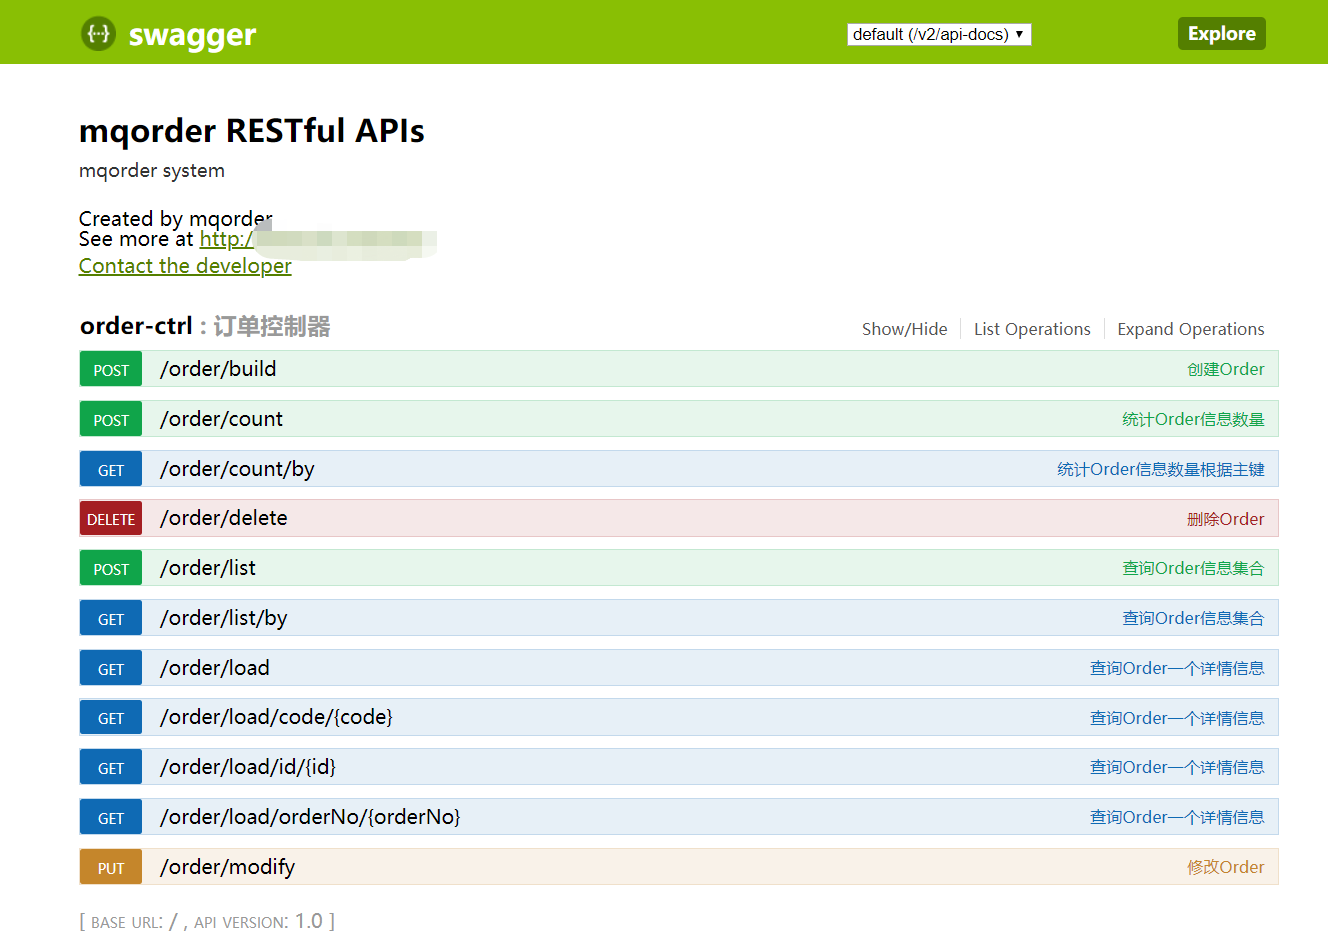 {···} swagger default (/v2/api-docs) ▼ Explore
mqorder RESTful APIs
mqorder system
Created by mqorder
See more at http:/
Contact the developer
order-ctrl : 订单控制器 Show/Hide List Operations Expand Operations
POST /order/build 创建Order
POST /order/count 统计Order信息数量
GET /order/count/by 统计Order信息数量根据主键
DELETE /order/delete 删除Order
POST /order/list 查询Order信息集合
GET /order/list/by 查询Order信息集合
GET /order/load 查询Order一个详情信息
GET /order/load/code/{code} 查询Order一个详情信息
GET /order/load/id/{id} 查询Order一个详情信息
GET /order/load/orderNo/{orderNo} 查询Order一个详情信息
PUT /order/modify 修改Order
[ BASE URL: / , API VERSION: 1.0 ]